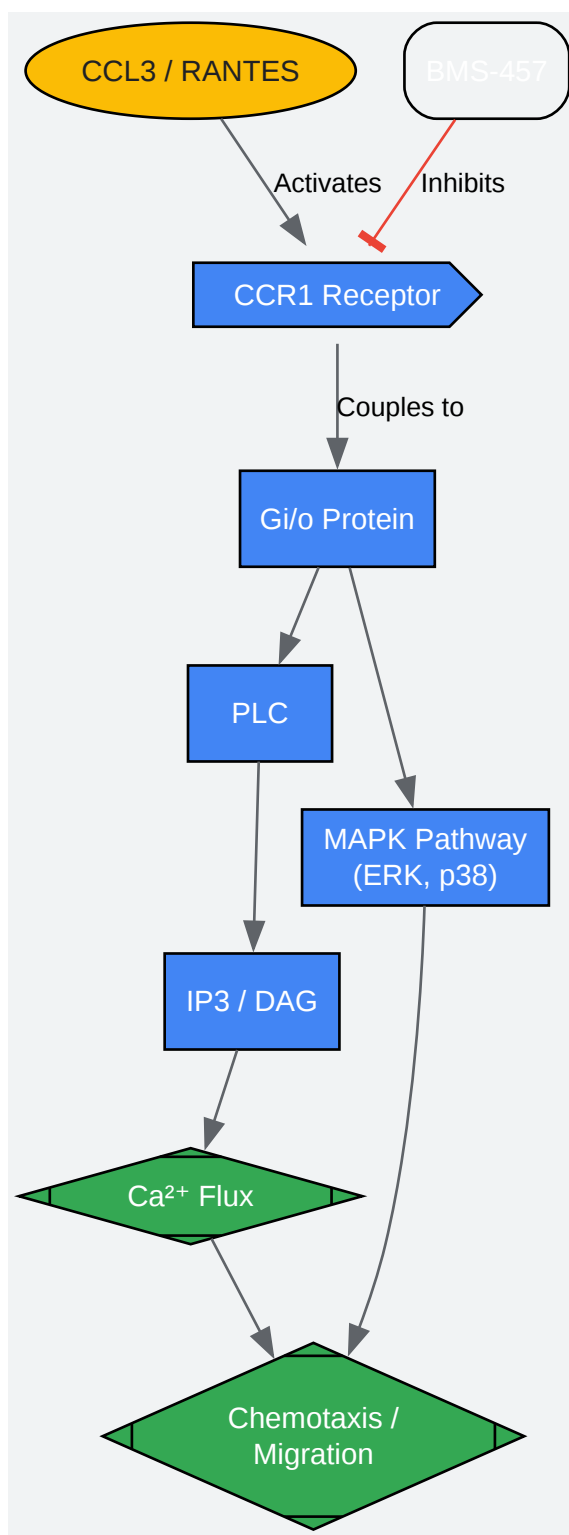 CCL3 / RANTES
BMS-457
Activates
Inhibits
CCR1 Receptor
Couples to
Gi/o Protein
PLC
MAPK Pathway
(ERK, p38)
IP3 / DAG
Ca²⁺ Flux
Chemotaxis /
Migration